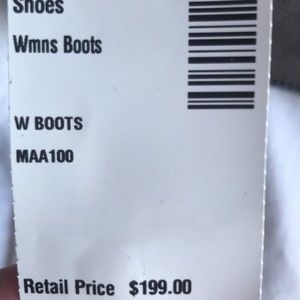 Shoes
Wmns Boots
W BOOTS
MAA100
Retail Price $199.00